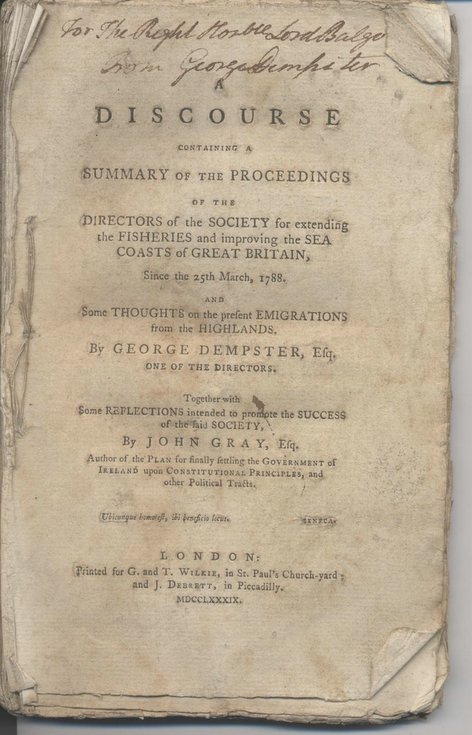 For The Right Honble Lord Balgo
From George Dempster
A
DISCOURSE
CONTAINING A
SUMMARY OF THE PROCEEDINGS
OF THE
DIRECTORS of the SOCIETY for extending
the FISHERIES and improving the SEA
COASTS of GREAT BRITAIN,
Since the 25th March, 1788.
AND
Some THOUGHTS on the preſent EMIGRATIONS
from the HIGHLANDS.
By GEORGE DEMPSTER, Eſq.
ONE OF THE DIRECTORS.
Together with
Some REFLECTIONS intended to promote the SUCCESS
of the ſaid SOCIETY,
By JOHN GRAY, Eſq.
Author of the PLAN for finally ſettling the GOVERNMENT of
IRELAND upon CONSTITUTIONAL PRINCIPLES, and
other Political Tracts.
Ubicunque homo eſt, ibi beneficio locus. SENECA.
LONDON:
Printed for G. and T. WILKIE, in St. Paul's Church-yard;
and J. DEBRETT, in Piccadilly.
MDCCLXXXIX.